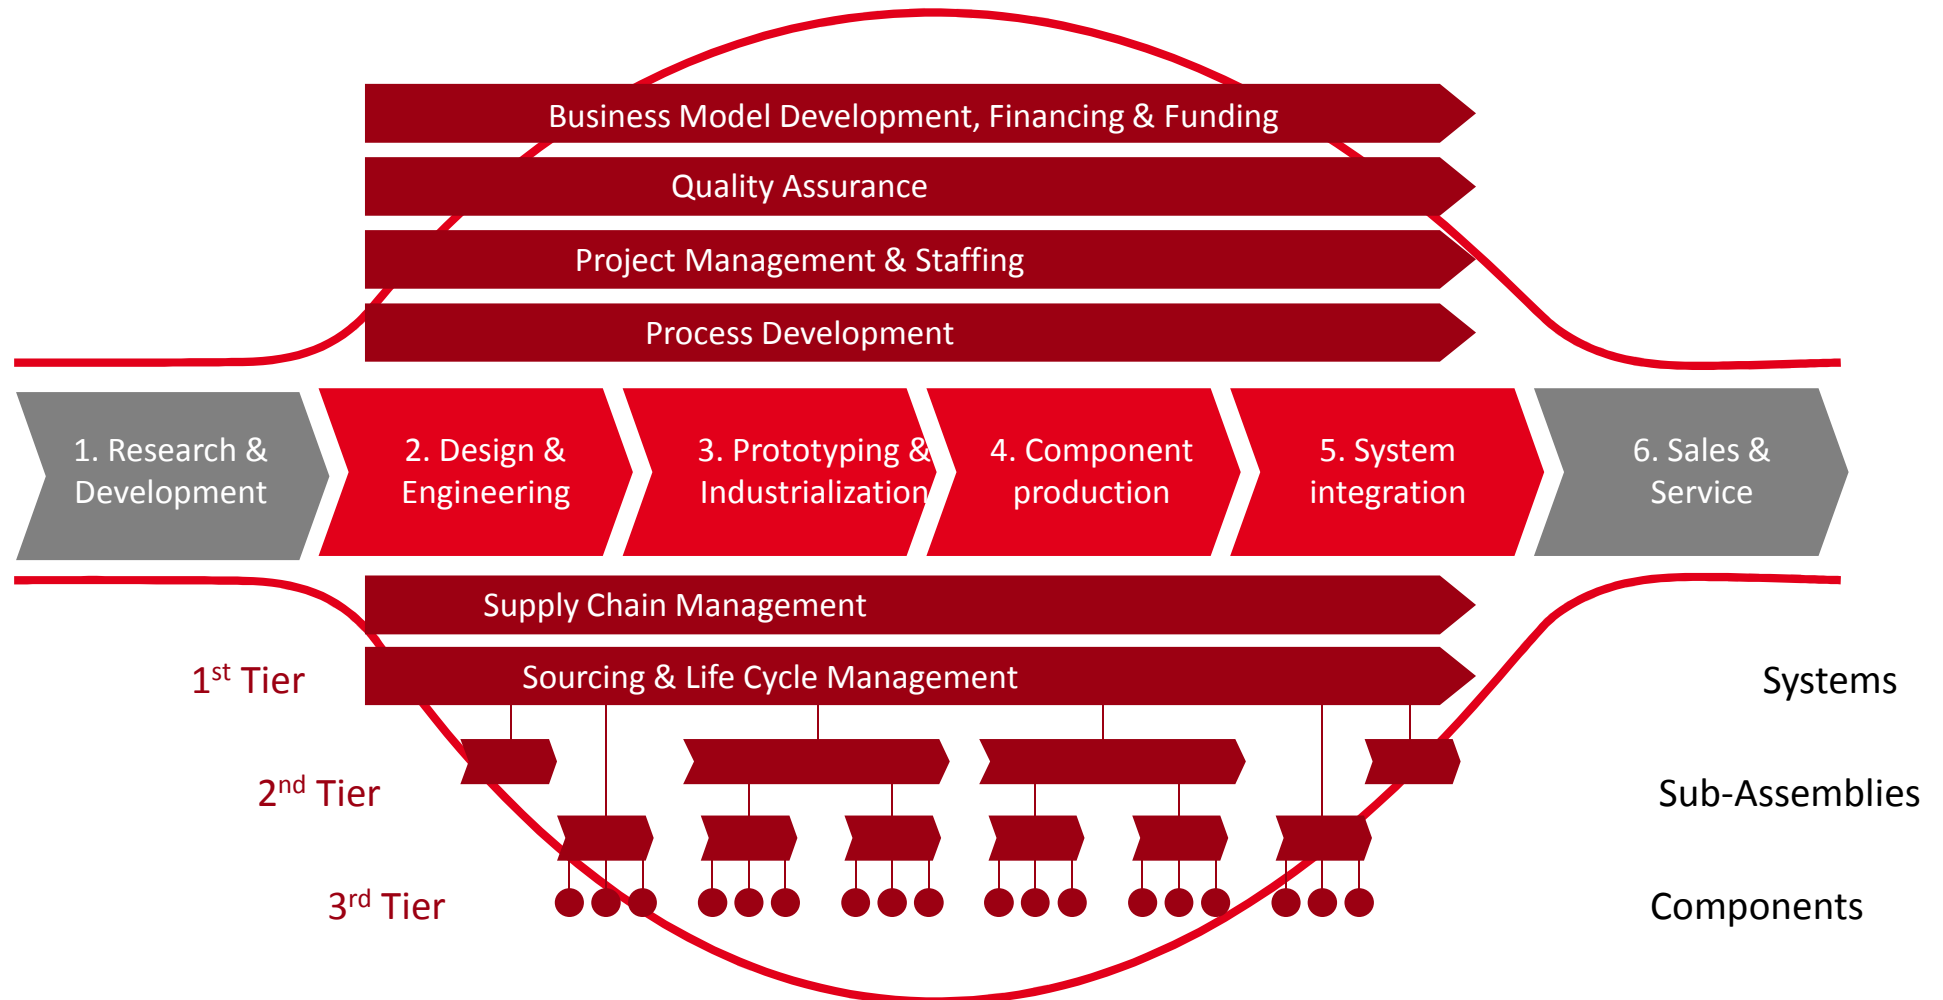 Business Model Development, Financing & Funding
Quality Assurance
Project Management & Staffing
Process Development
1. Research &
Development
2. Design &
Engineering
3. Prototyping &
Industrialization
4. Component
production
5. System
integration
6. Sales &
Service
Supply Chain Management
1st Tier
Sourcing & Life Cycle Management
Systems
2nd Tier
Sub-Assemblies
3rd Tier
Components